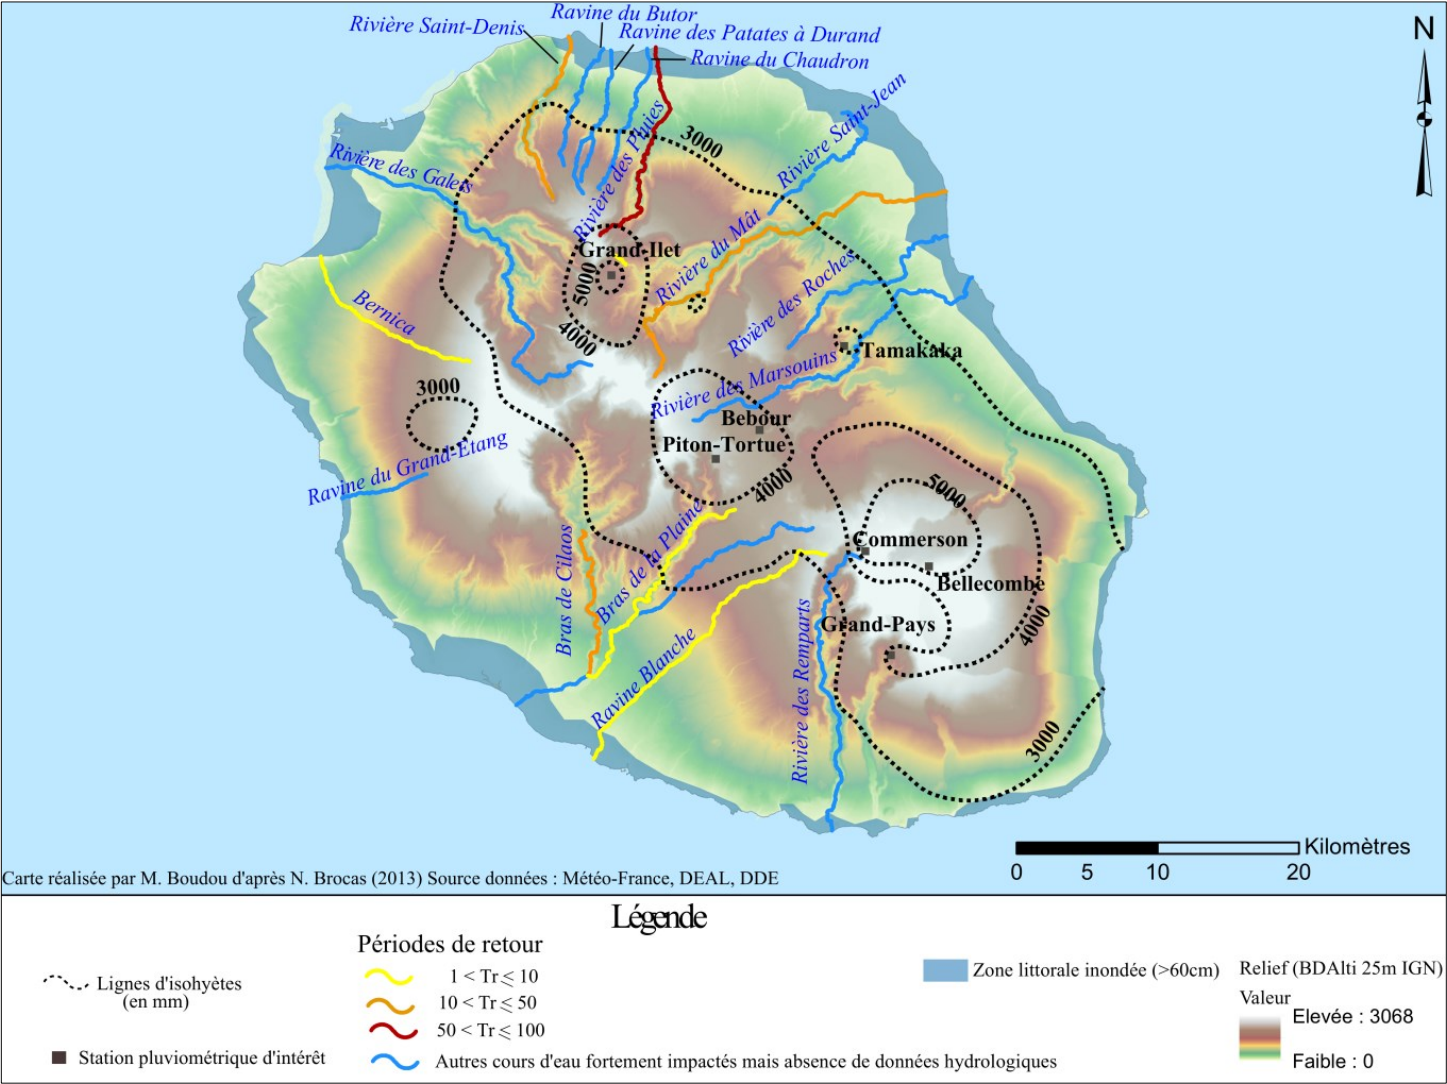 Ravine du Butor
Rivière Saint-Denis
Ravine des Patates à Durand
Ravine du Chaudron
N
Rivière Saint-Jean
3000
Rivière des Pluies
Rivière des Galets
Grand-Ilet
5000
Rivière du Mât
Rivière des Roches
Bernica
4000
Tamakaka
Rivière des Marsouins
3000
Bebour
Piton-Tortue
Ravine du Grand-Etang
4000
5000
Bras de la Plaine
Commerson
Bras de Cilaos
Bellecombe
Grand-Pays
4000
Rivière des Remparts
Ravine Blanche
3000
Kilomètres
0 5 10 20
Carte réalisée par M. Boudou d'après N. Brocas (2013) Source données : Météo-France, DEAL, DDE
Légende
Lignes d'isohyètes
(en mm)
Station pluviométrique d'intérêt
Périodes de retour
1 < Tr ≤ 10
10 < Tr ≤ 50
50 < Tr ≤ 100
Autres cours d'eau fortement impactés mais absence de données hydrologiques
Zone littorale inondée (>60cm)
Relief (BDAlti 25m IGN)
Valeur
Elevée : 3068
Faible : 0